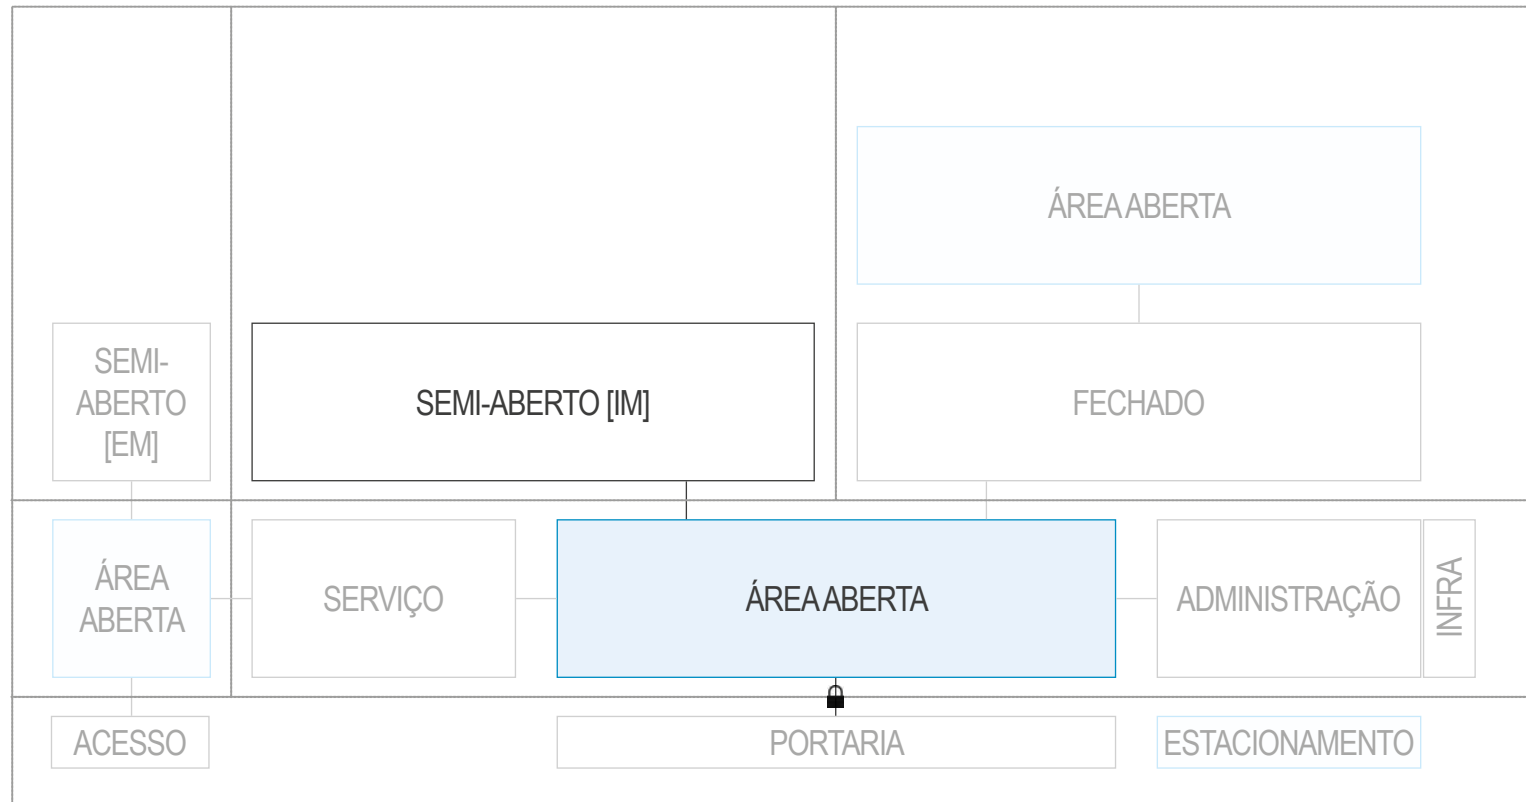 ÁREA ABERTA
SEMI-
ABERTO
[EM]
SEMI-ABERTO [IM]
FECHADO
ÁREA
ABERTA
SERVIÇO
ÁREA ABERTA
ADMINISTRAÇÃO
INFRA
ACESSO
PORTARIA
ESTACIONAMENTO